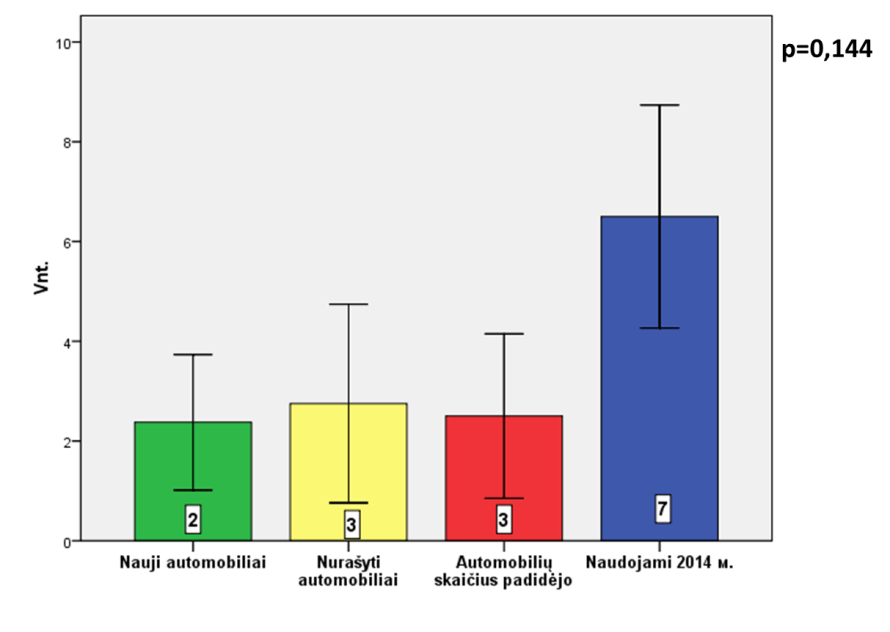 p=0,144
10
8
6
4
2
0
Vnt.
2
3
3
7
Nauji automobiliai
Nurašyti
automobiliai
Automobilių
skaičius padidėjo
Naudojami 2014 м.